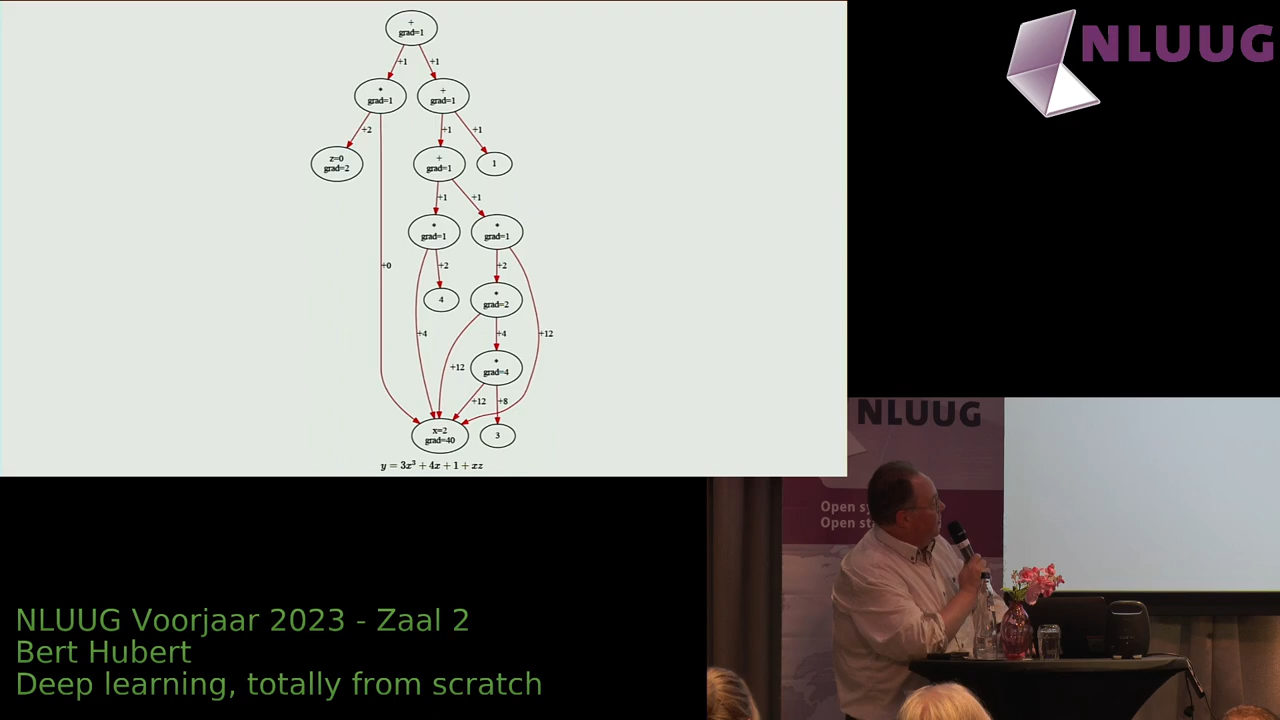 +
grad=1
+1
+1
*
grad=1
+
grad=1
+2
+1
+1
z=0
grad=2
+
grad=1
1
+1
+1
*
grad=1
*
grad=1
+0
+2
+2
4
*
grad=2
+4
+4
+12
+12
*
grad=4
+12
+8
x=2
grad=40
3
y = 3x³ + 4x + 1 + xz
NLUUG
NLUUG
Open
Open
NLUUG Voorjaar 2023 - Zaal 2
Bert Hubert
Deep learning, totally from scratch